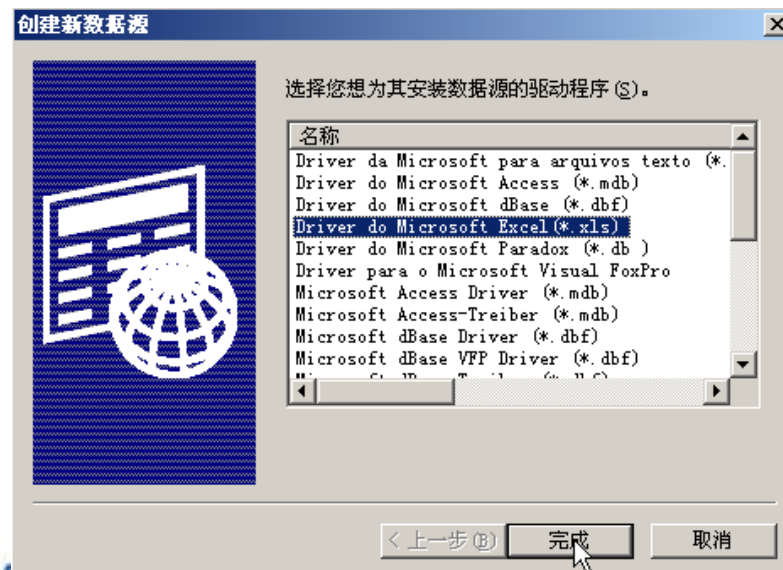 创建新数据源
选择您想为其安装数据源的驱动程序(S)。
名称
Driver da Microsoft para arquivos texto (*.
Driver do Microsoft Access (*.mdb)
Driver do Microsoft dBase (*.dbf)
Driver do Microsoft Excel(*.xls)
Driver do Microsoft Paradox (*.db )
Driver para o Microsoft Visual FoxPro
Microsoft Access Driver (*.mdb)
Microsoft Access-Treiber (*.mdb)
Microsoft dBase Driver (*.dbf)
Microsoft dBase VFP Driver (*.dbf)
< 上一步(B) 完成 取消